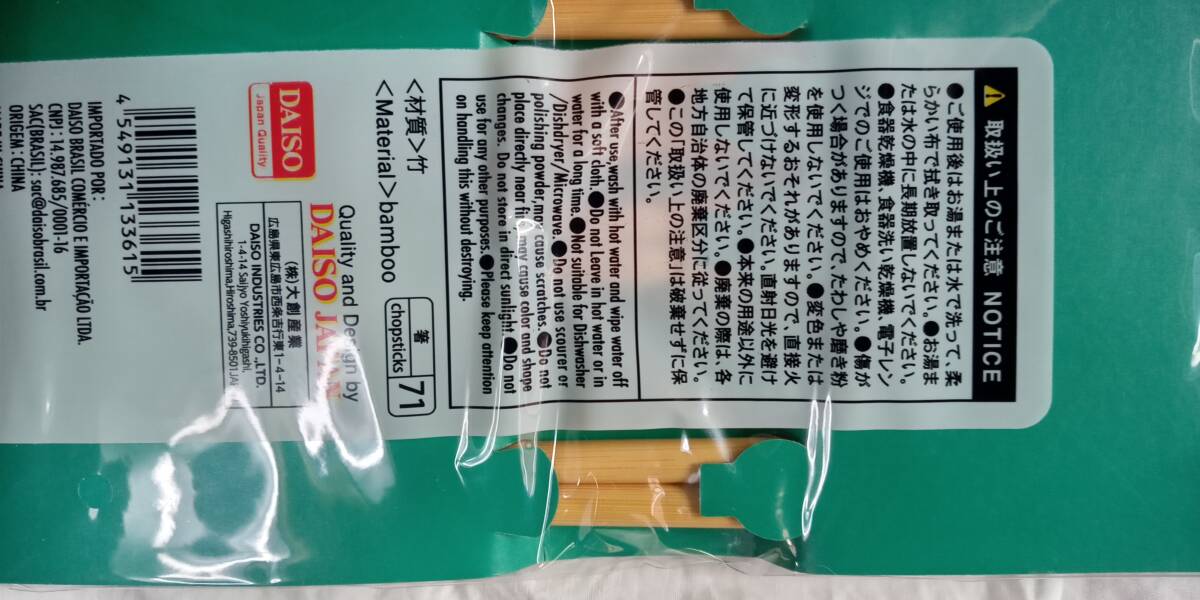 ⚠ 取扱い上のご注意 NOTICE
●ご使用後はお湯または水で洗って、柔
らかい布で拭き取ってください。●お湯ま
たは水の中に長期放置しないでください。
●食器乾燥機、食器洗い乾燥機、電子レン
ジでのご使用はおやめください。●傷が
つく場合がありますので、たわしや磨き粉
を使用しないでください。●変色または
変形するおそれがありますので、直接火
に近づけないでください。直射日光を避け
て保管してください。●本来の用途以外に
使用しないでください。●廃棄の際は、各
地方自治体の廃棄区分に従ってください。
●この「取扱い上の注意」は破棄せずに保
管してください。
●After use, wash with hot water and wipe water off
with a soft cloth.●Do not Leave in hot water or in
water for a long time.●Not suitable for Dishwasher
/Dishdryer/Microwave.●Do not use scourer or
polishing powder,may cause scratches.●Do not
place directly near fire,may cause color and shape
changes. Do not store in direct sunlight.●Do not
use for any other purposes.●Please keep attention
on handling this without destroying.
<材質>竹
<Material>bamboo
箸
chopsticks
71
Quality and Design by
DAISO JAPAN
(株)大創産業
広島県東広島市西条吉行東1-4-14
DAISO INDUSTRIES CO.,LTD.
1-4-14 Saijyo Yoshiyukihigashi,
Higashihiroshima,Hiroshima,739-8501,JAPAN
DAISO
Japan Quality
4 549131 133615
IMPORTADO POR :
DAISO BRASIL COMERCIO E IMPORTAÇÃO LTDA.
CNPJ : 14.987.685/0001-16
SAC(BRASIL): sac@daisobrasil.com.br
ORIGEM : CHINA